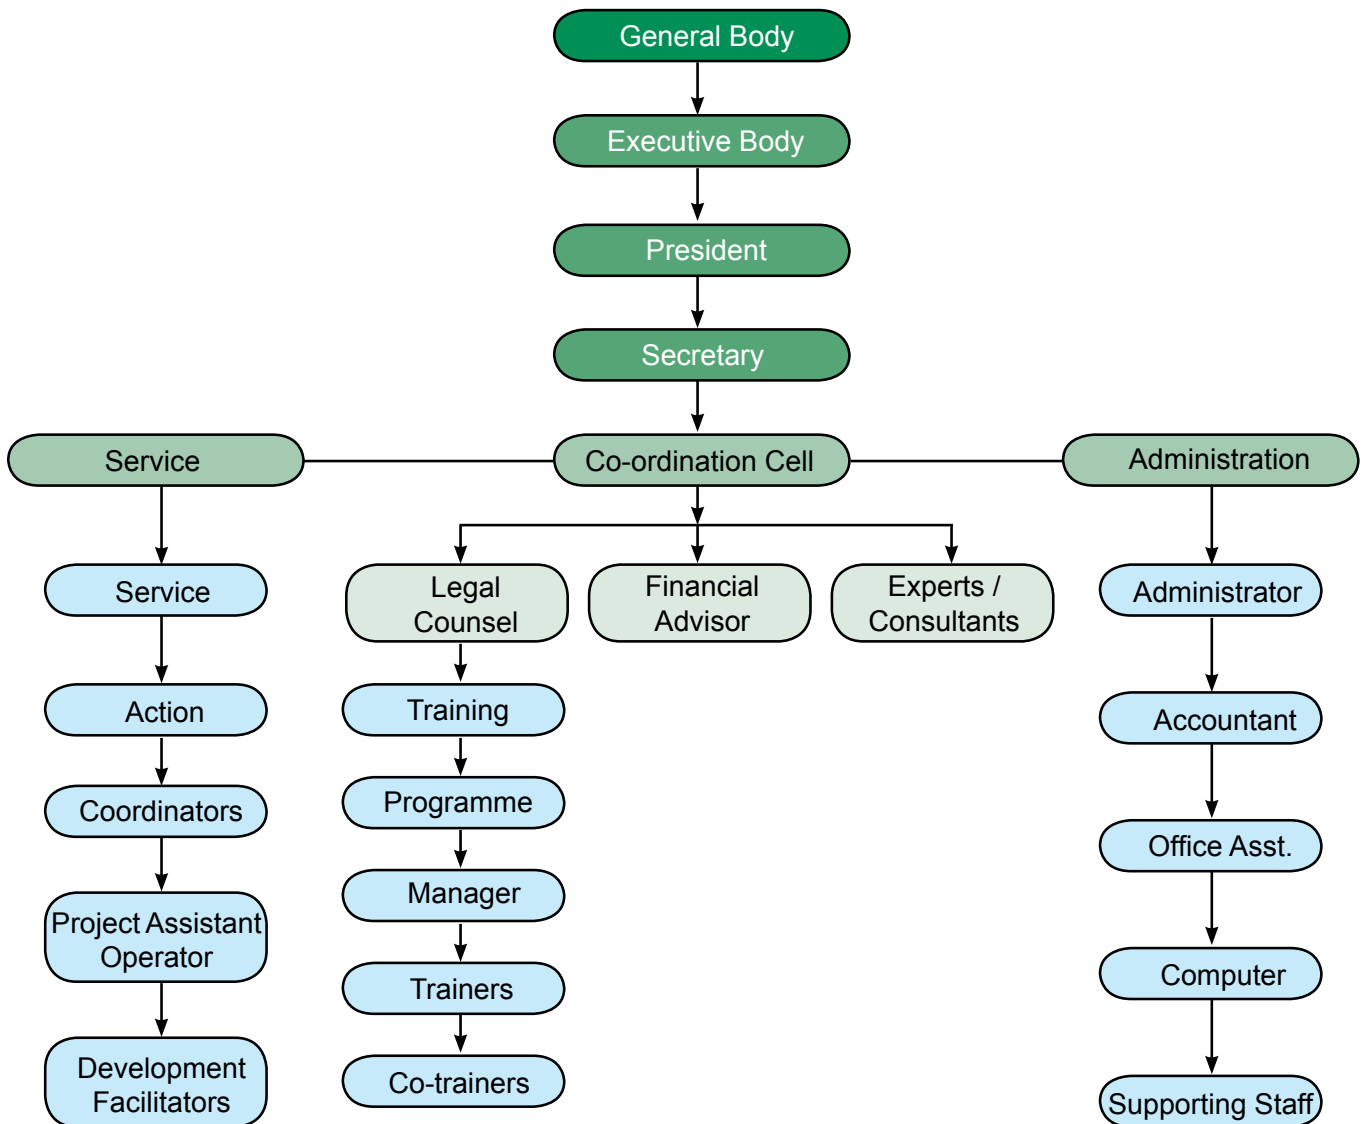 General Body
Executive Body
President
Secretary
Service
Co-ordination Cell
Administration
Service
Legal
Counsel
Financial
Advisor
Experts /
Consultants
Administrator
Action
Training
Accountant
Coordinators
Programme
Office Asst.
Project Assistant
Operator
Manager
Trainers
Computer
Development
Facilitators
Co-trainers
Supporting Staff